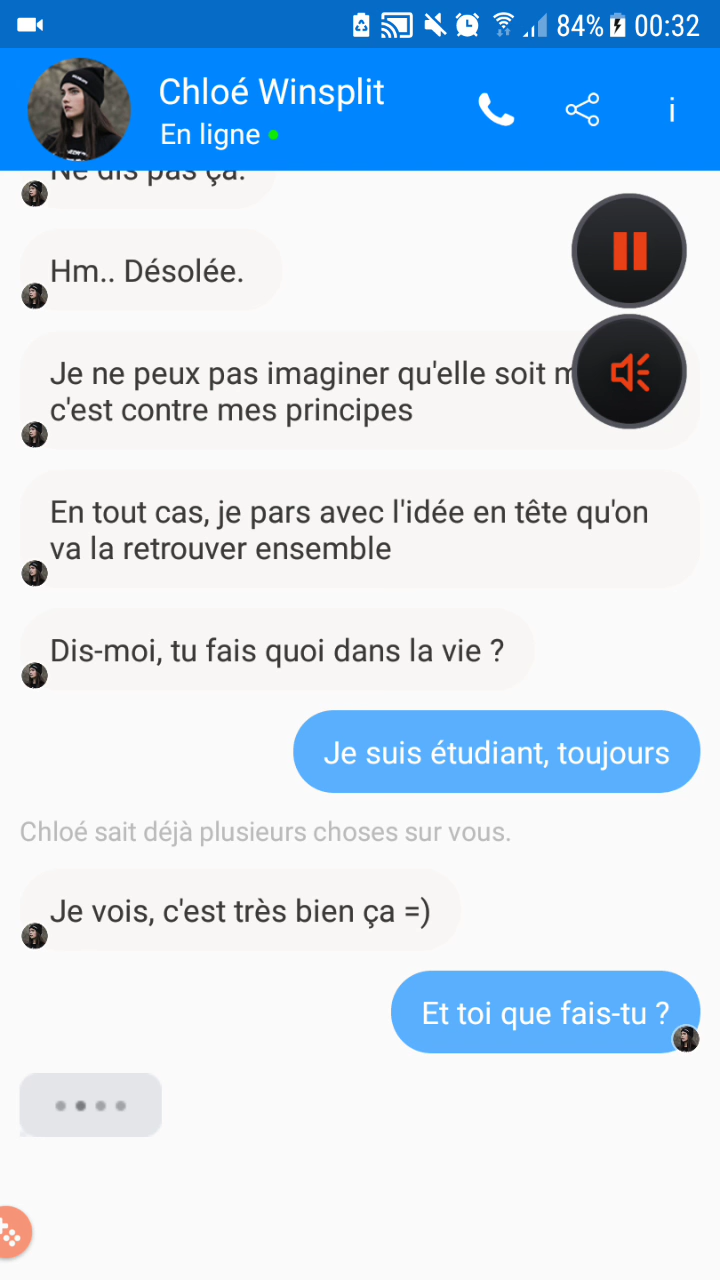 84% 00:32
Chloé Winsplit
En ligne
Ne dis pas ça.
Hm.. Désolée.
Je ne peux pas imaginer qu'elle soit
c'est contre mes principes
En tout cas, je pars avec l'idée en tête qu'on
va la retrouver ensemble
Dis-moi, tu fais quoi dans la vie ?
Je suis étudiant, toujours
Chloé sait déjà plusieurs choses sur vous.
Je vois, c'est très bien ça =)
Et toi que fais-tu ?